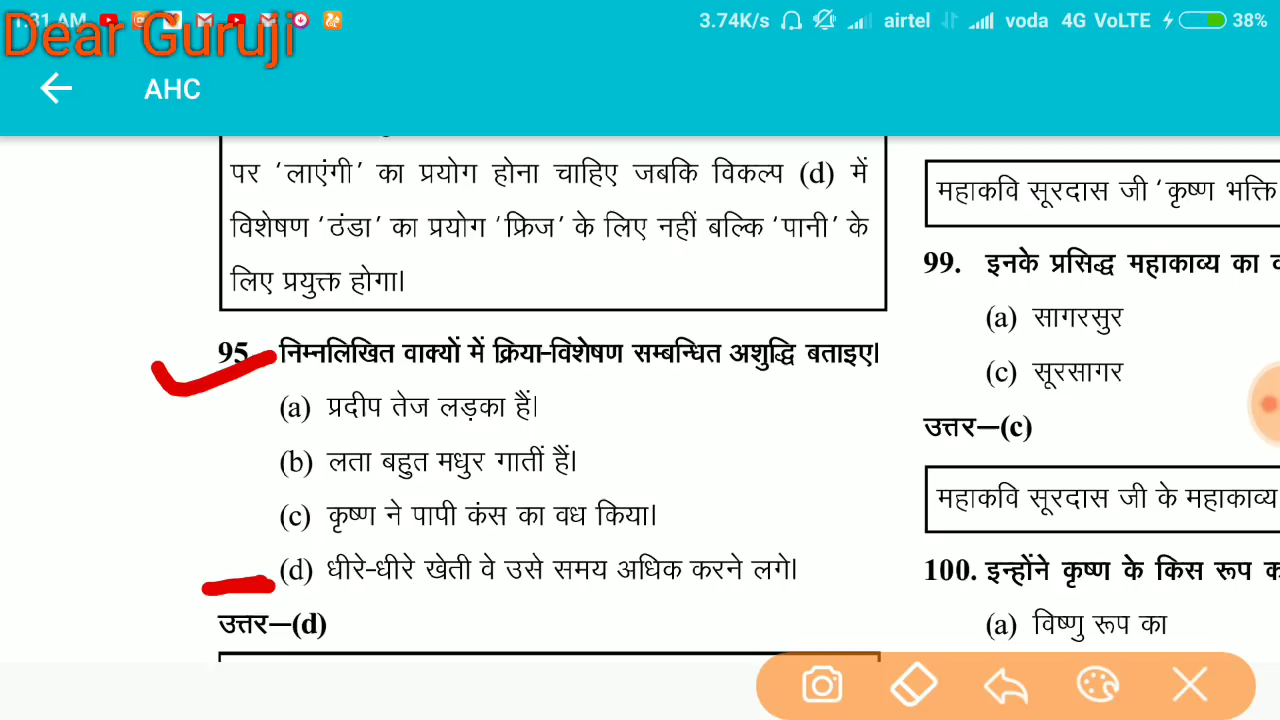 1:31 AM
3.74K/s airtel voda 4G VoLTE 38%
Dear Guruji
AHC
पर ‘लाएंगी’ का प्रयोग होना चाहिए जबकि विकल्प (d) में
विशेषण ‘ठंडा’ का प्रयोग ‘फ्रिज’ के लिए नहीं बल्कि ‘पानी’ के
लिए प्रयुक्त होगा।
95. निम्नलिखित वाक्यों में क्रिया-विशेषण सम्बन्धित अशुद्धि बताइए।
(a) प्रदीप तेज लड़का हैं।
(b) लता बहुत मधुर गातीं हैं।
(c) कृष्ण ने पापी कंस का वध किया।
(d) धीरे-धीरे खेती वे उसे समय अधिक करने लगे।
उत्तर—(d)
महाकवि सूरदास जी ‘कृष्ण भक्ति
99. इनके प्रसिद्ध महाकाव्य का
(a) सागरसुर
(c) सूरसागर
उत्तर—(c)
महाकवि सूरदास जी के महाकाव्य
100. इन्होंने कृष्ण के किस रूप
(a) विष्णु रूप का